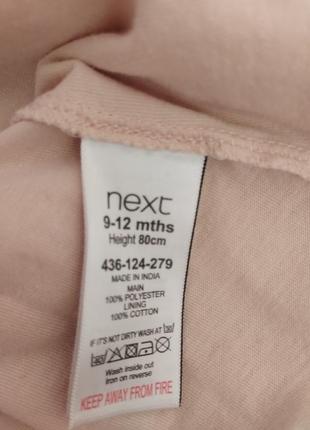 next
9-12 mths
Height 80cm
436-124-279
MADE IN INDIA
MAIN
100% POLYESTER
LINING
100% COTTON
IF IT'S NOT DIRTY WASH AT
Wash inside out
Iron on reverse
KEEP AWAY FROM FIRE